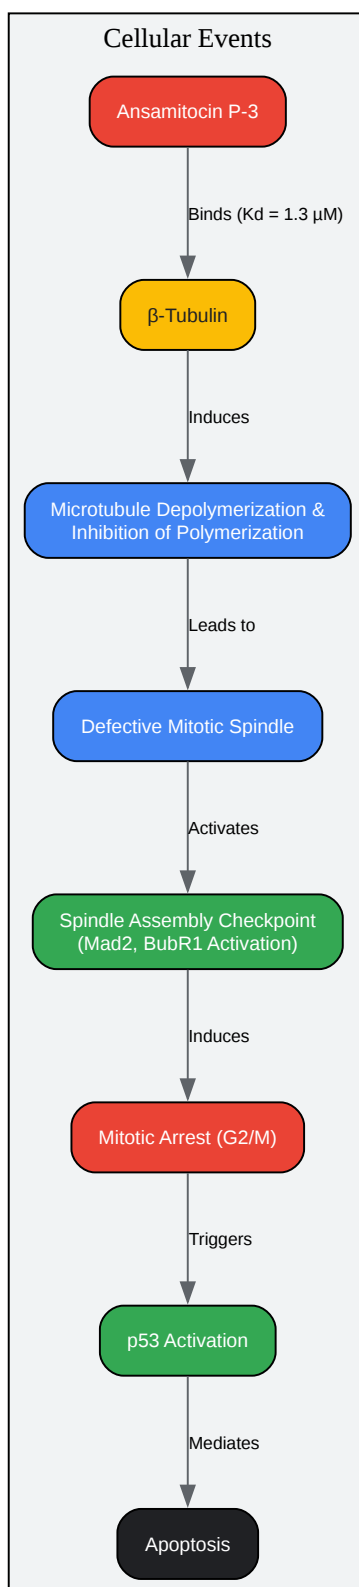 Cellular Events
Ansamitocin P-3
Binds (Kd = 1.3 µM)
β-Tubulin
Induces
Microtubule Depolymerization &
Inhibition of Polymerization
Leads to
Defective Mitotic Spindle
Activates
Spindle Assembly Checkpoint
(Mad2, BubR1 Activation)
Induces
Mitotic Arrest (G2/M)
Triggers
p53 Activation
Mediates
Apoptosis